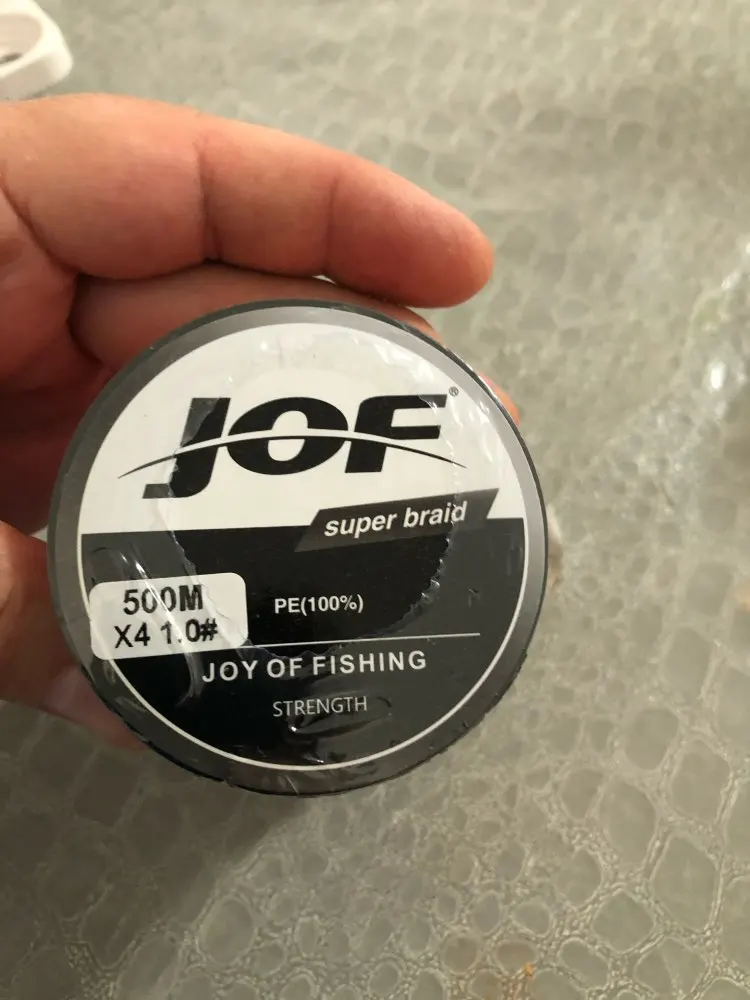 JOF®
super braid
500M
X4 1.0#
PE(100%)
JOY OF FISHING
STRENGTH